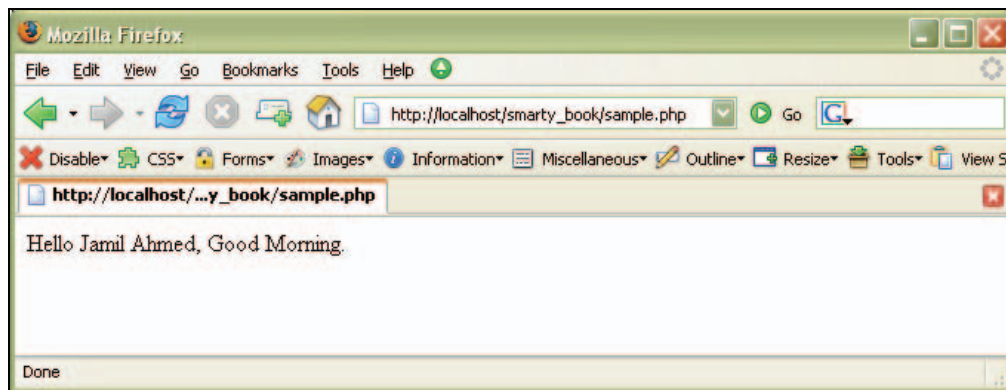 Mozilla Firefox
File Edit View Go Bookmarks Tools Help
http://localhost/smarty_book/sample.php Go G
Disable CSS Forms Images Information Miscellaneous Outline Resize Tools View S
http://localhost/...y_book/sample.php
Hello Jamil Ahmed, Good Morning.
Done